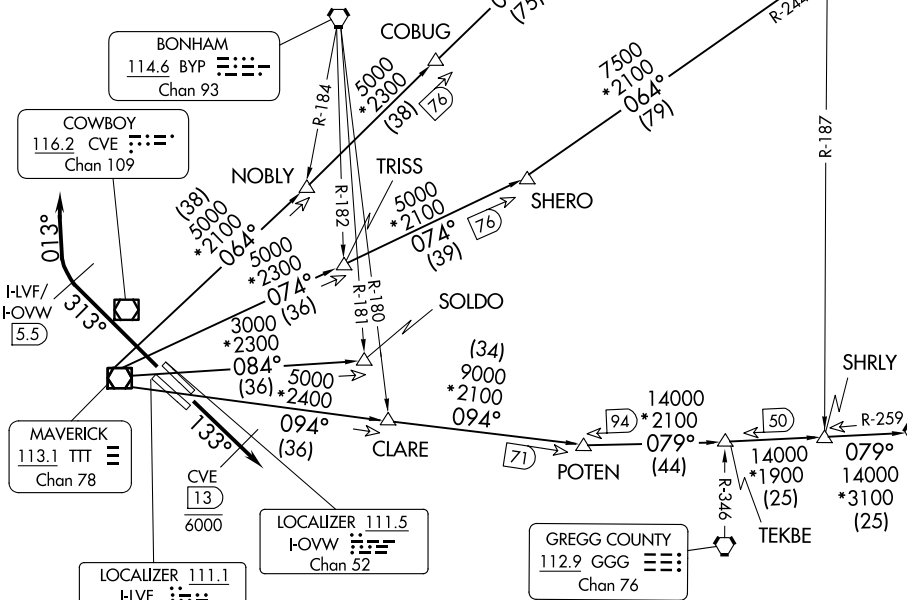 (75)
R-244
BONHAM
114.6 BYP
Chan 93
COBUG
5000
*2300
(38)
76
7500
*2100
064°
(79)
R-187
COWBOY
116.2 CVE
Chan 109
R-184
NOBLY
TRISS
R-182
5000
*2100
074°
(39)
76
SHERO
(38)
5000
*2100
064°
013°
I-LVF/
I-OVW
5.5
313°
5000
*2300
074°
(36)
R-181
R-180
SOLDO
3000
*2300
084°
(36)
5000
*2400
094°
(36)
(34)
9000
*2100
094°
CLARE
71
94
POTEN
14000
*2100
079°
(44)
50
SHRLY
R-259
14000
*1900
(25)
079°
14000
*3100
(25)
R-346
TEKBE
MAVERICK
113.1 TTT
Chan 78
133°
CVE
13
6000
LOCALIZER 111.5
I-OVW
Chan 52
GREGG COUNTY
112.9 GGG
Chan 76
LOCALIZER 111.1
I-LVF